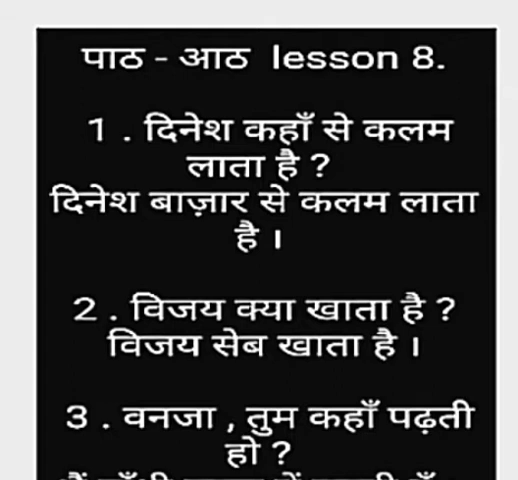 पाठ - आठ lesson 8.
1 . दिनेश कहाँ से कलम
लाता है ?
दिनेश बाज़ार से कलम लाता
है ।
2 . विजय क्या खाता है ?
विजय सेब खाता है ।
3 . वनजा , तुम कहाँ पढ़ती
हो ?